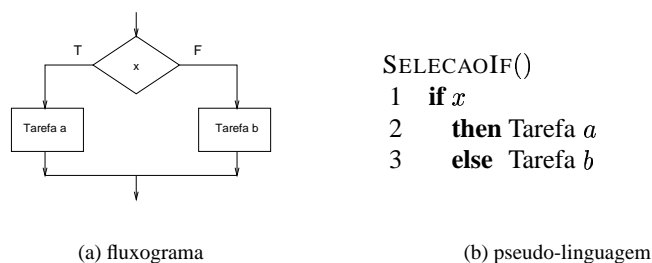 T
F
x
Tarefa a
Tarefa b
(a) fluxograma
SELECAOIF()
1 if x
2 then Tarefa a
3 else Tarefa b
(b) pseudo-linguagem